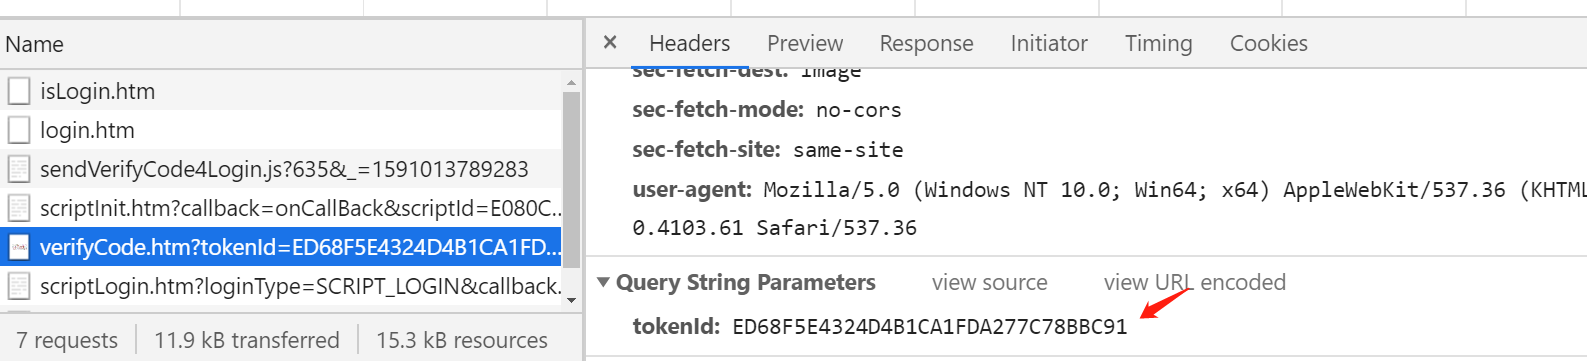 Name
isLogin.htm
login.htm
sendVerifyCode4Login.js?635&_=1591013789283
scriptInit.htm?callback=onCallBack&scriptId=E080C...
verifyCode.htm?tokenId=ED68F5E4324D4B1CA1FD...
scriptLogin.htm?loginType=SCRIPT_LOGIN&callback...
7 requests 11.9 kB transferred 15.3 kB resources
× Headers Preview Response Initiator Timing Cookies
sec-fetch-dest: image
sec-fetch-mode: no-cors
sec-fetch-site: same-site
user-agent: Mozilla/5.0 (Windows NT 10.0; Win64; x64) AppleWebKit/537.36 (KHTML
0.4103.61 Safari/537.36
▼ Query String Parameters view source view URL encoded
tokenId: ED68F5E4324D4B1CA1FDA277C78BBC91